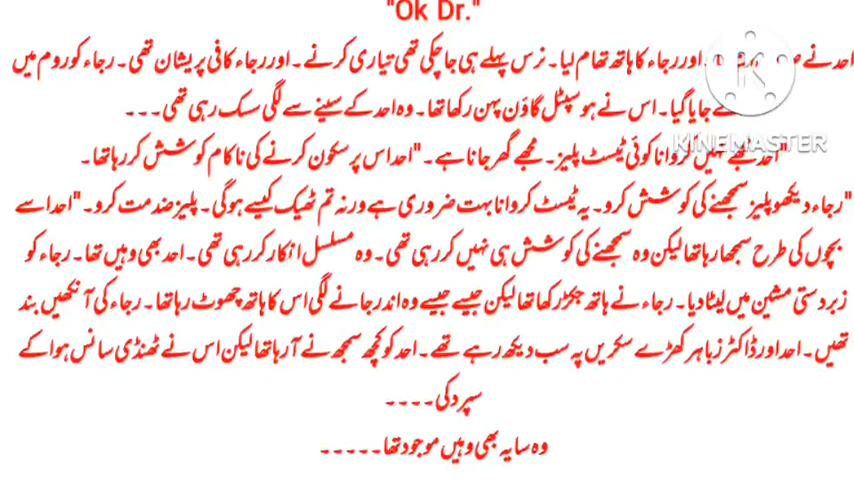 "Ok Dr."
احد نے اور رجاء کا ہاتھ تھام لیا۔ نرس پہلے ہی جا چکی تھی تیاری کرنے۔ اور رجاء کافی پریشان تھی۔ رجاء کو روم میں
جایا گیا۔ اس نے ہوسپٹل گاؤن پہن رکھا تھا۔ وہ احد کے سینے سے لگی سسک رہی تھی۔۔۔
احد مجھے نہیں کروانا کوئی ٹیسٹ پلیز۔ مجھے گھر جانا ہے۔" احد اس پر سکون کرنے کی ناکام کوشش کر رہا تھا۔
"رجاء دیکھو پلیز سمجھنے کی کوشش کرو۔ یہ ٹیسٹ کروانا بہت ضروری ہے ورنہ تم ٹھیک کیسے ہوگی۔ پلیز ضد مت کرو۔" احد اسے
بچوں کی طرح سمجھا رہا تھا لیکن وہ سمجھنے کی کوشش ہی نہیں کر رہی تھی۔ وہ مسلسل انکار کر رہی تھی۔ احد بھی وہیں تھا۔ رجاء کو
زبردستی مشین میں لیٹا دیا۔ رجاء نے ہاتھ جکڑ رکھا تھا لیکن جیسے جیسے وہ اندر جانے لگی اس کا ہاتھ چھوٹ رہا تھا۔ رجاء کی آنکھیں بند
تھیں۔ احد اور ڈاکٹرز باہر کھڑے سکریں پہ سب دیکھ رہے تھے۔ احد کو کچھ سمجھ نے آ رہا تھا لیکن اس نے ٹھنڈی سانس ہوا کے
سپرد کی۔۔۔۔
وہ سایہ بھی وہیں موجود تھا۔۔۔۔۔
KINEMASTER